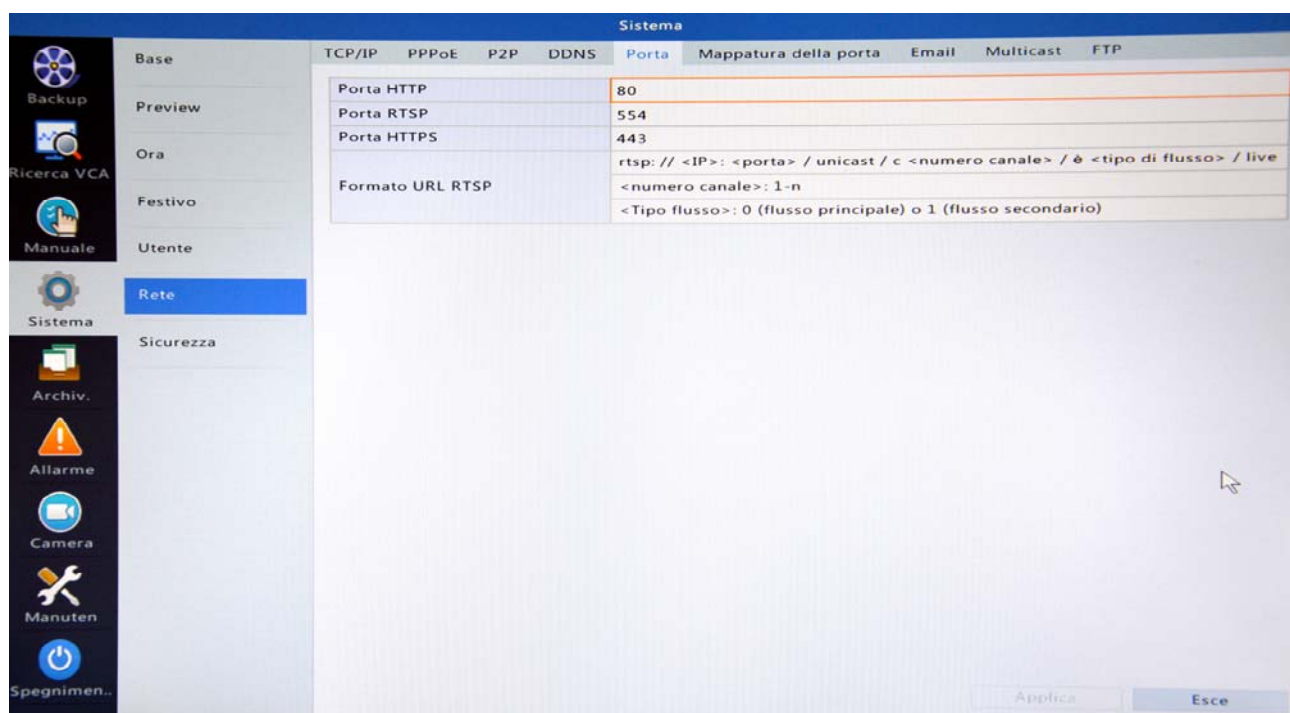 Sistema
Backup
Ricerca VCA
Manuale
Sistema
Archiv.
Allarme
Camera
Manuten
Spegnimen..
Base
Preview
Ora
Festivo
Utente
Rete
Sicurezza
TCP/IP PPPoE P2P DDNS Porta Mappatura della porta Email Multicast FTP
Porta HTTP 80
Porta RTSP 554
Porta HTTPS 443
Formato URL RTSP
rtsp: // <IP>: <porta> / unicast / c <numero canale> / è <tipo di flusso> / live
<numero canale>: 1-n
<Tipo flusso>: 0 (flusso principale) o 1 (flusso secondario)
Applica Esce